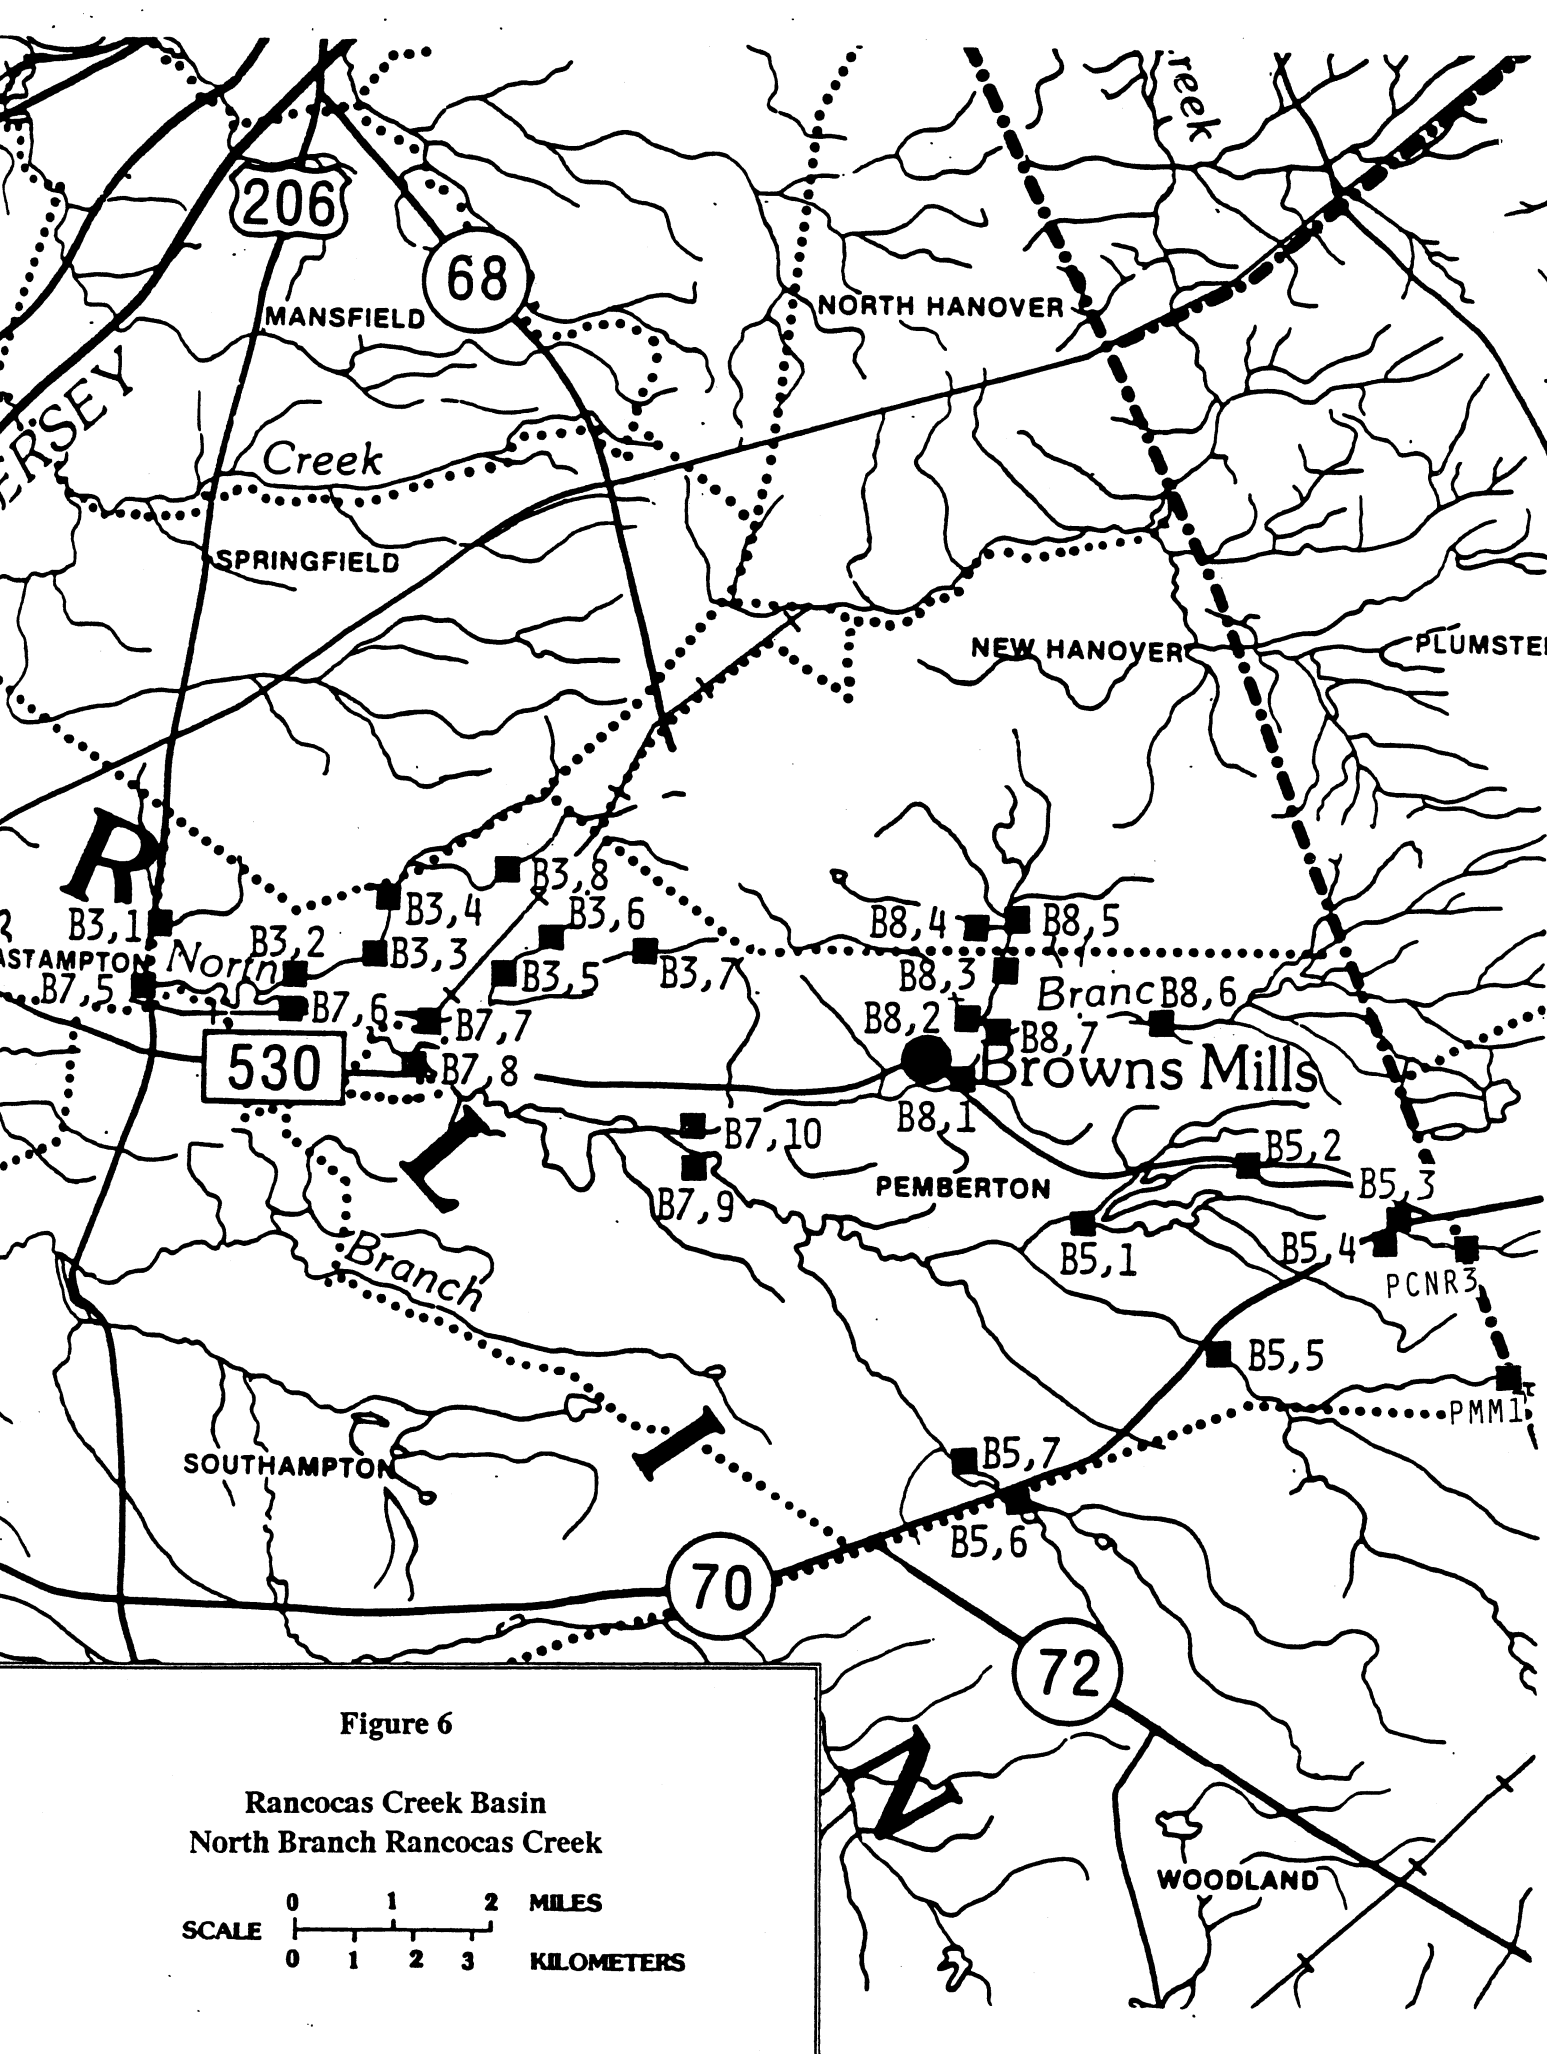 reek
206
68
MANSFIELD
NORTH HANOVER
ERSEY
Creek
SPRINGFIELD
NEW HANOVER
PLUMSTE
R
B3,8
B3,4
B3,6
B3,1
B3,2
B3,3
B8,4
B8,5
ASTAMPTON
North
B7,5
B3,5
B3,7
B8,3
Branc
B8,6
B7,6
B7,7
B8,2
B8,7
530
B7,8
Browns Mills
B8,1
B7,10
B5,2
I
PEMBERTON
B5,3
B7,9
B5,1
B5,4
Branch
PCNR3
B5,5
PMM1
I
SOUTHAMPTON
B5,7
B5,6
70
72
Figure 6
Rancocas Creek Basin
North Branch Rancocas Creek
0 1 2 MILES
SCALE
0 1 2 3 KILOMETERS
Z
WOODLAND